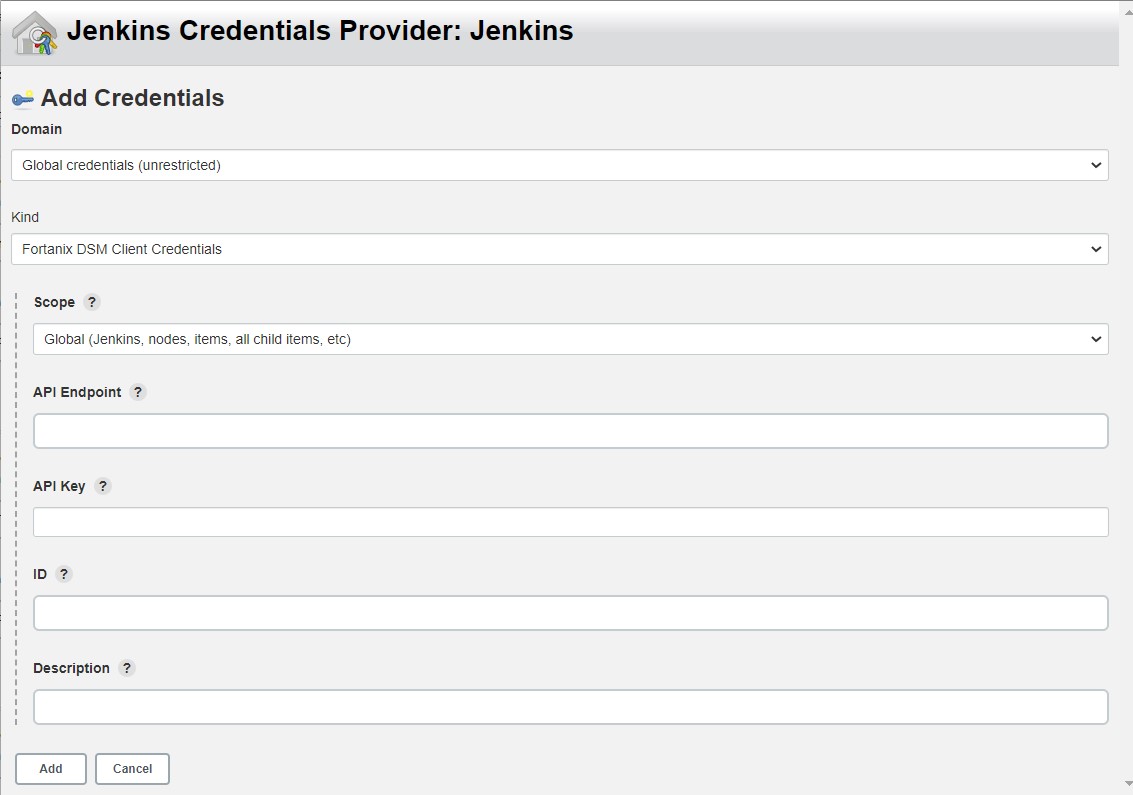 Jenkins Credentials Provider: Jenkins
Add Credentials
Domain
Global credentials (unrestricted)
Kind
Fortanix DSM Client Credentials
Scope ?
Global (Jenkins, nodes, items, all child items, etc)
API Endpoint ?
API Key ?
ID ?
Description ?
Add Cancel